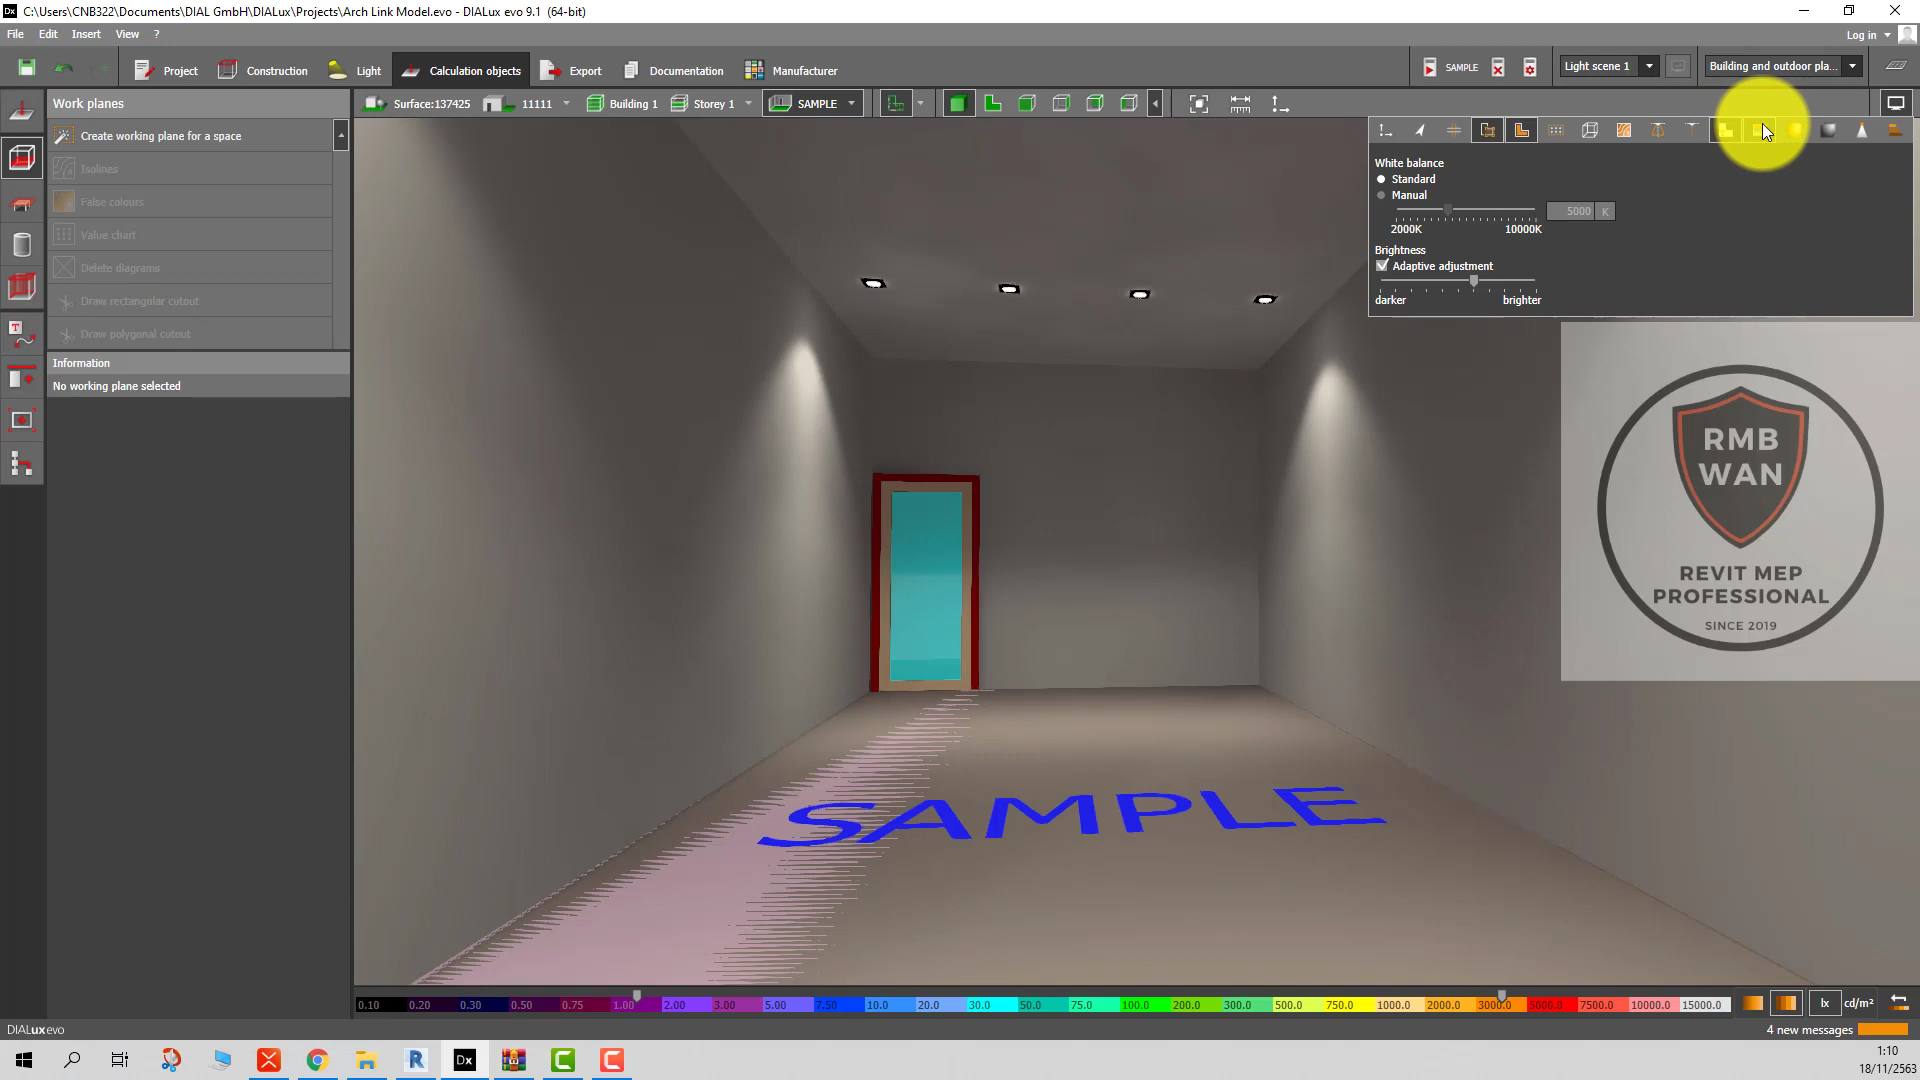 Dx C:\Users\CNB322\Documents\DIAL GmbH\DIALux\Projects\Arch Link Model.evo - DIALux evo 9.1 (64-bit)
File Edit Insert View ? Log in
Project Construction Light Calculation objects Export Documentation Manufacturer SAMPLE Light scene 1 Building and outdoor pla...
Work planes
Surface:137425 11111 Building 1 Storey 1 SAMPLE
Create working plane for a space
Isolines
False colours
Value chart
Delete diagrams
Draw rectangular cutout
Draw polygonal cutout
Information
No working plane selected
White balance
Standard
Manual
5000 K
2000K 10000K
Brightness
Adaptive adjustment
darker brighter
RMB
WAN
REVIT MEP
PROFESSIONAL
SINCE 2019
SAMPLE
0.10 0.20 0.30 0.50 0.75 1.00 2.00 3.00 5.00 7.50 10.0 20.0 30.0 50.0 75.0 100.0 200.0 300.0 500.0 750.0 1000.0 2000.0 3000.0 5000.0 7500.0 10000.0 15000.0 lx cd/m²
DIALux evo 4 new messages
R Dx C C
1:10
18/11/2563